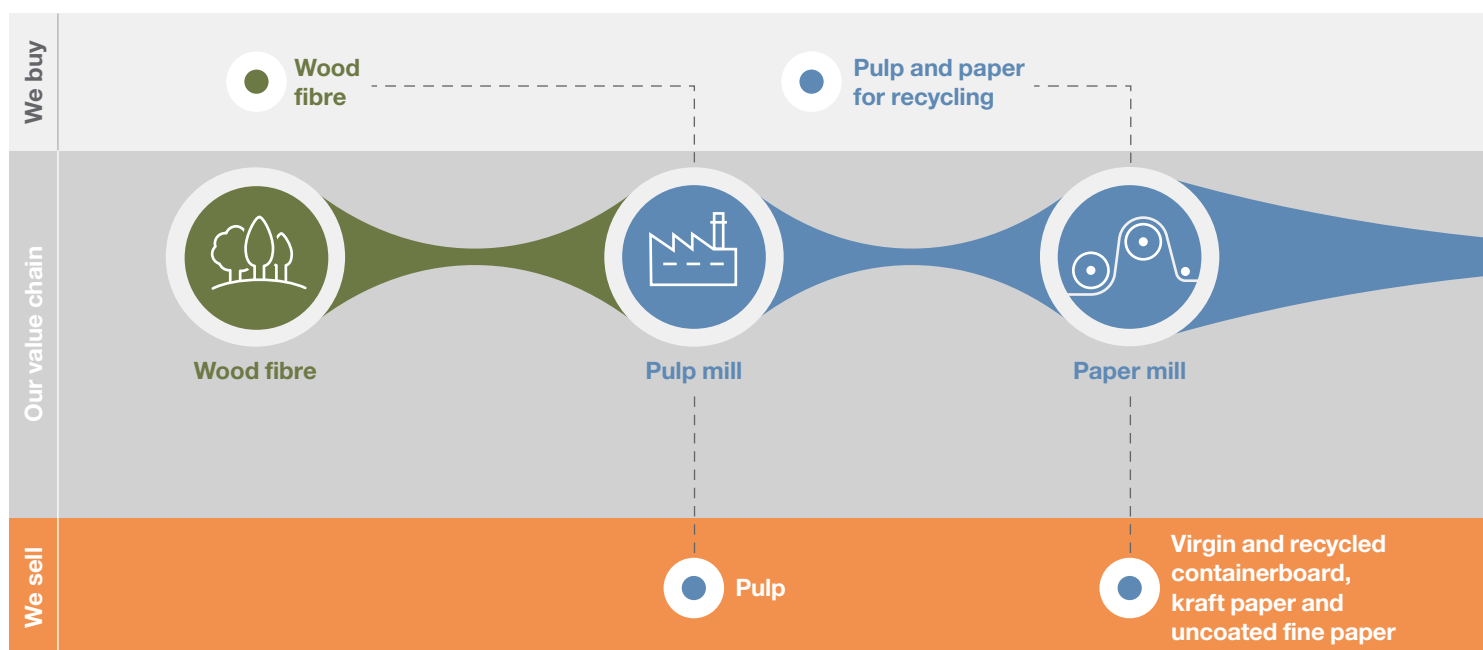 We buy
Wood
fibre
Pulp and paper
for recycling
Our value chain
Wood fibre
Pulp mill
Paper mill
We sell
Pulp
Virgin and recycled
containerboard,
kraft paper and
uncoated fine paper